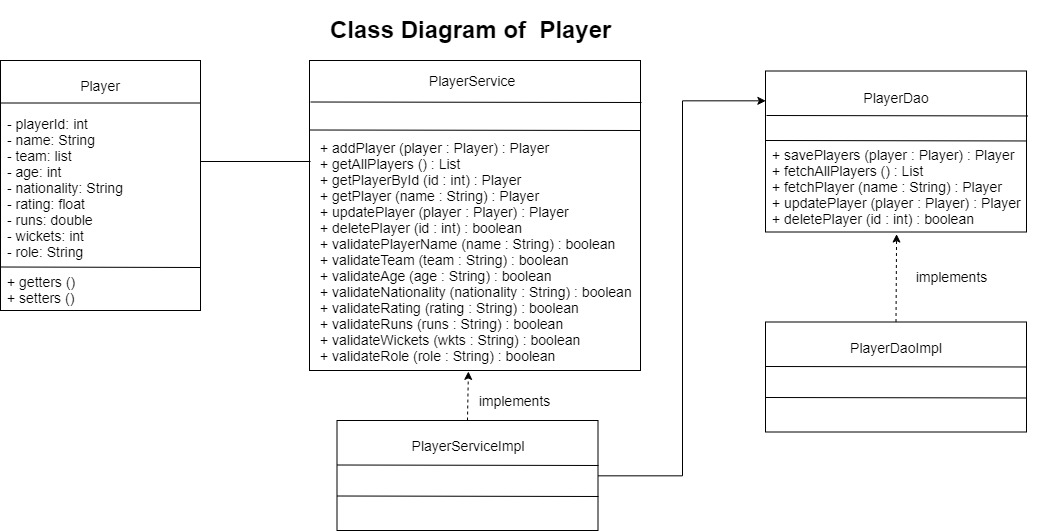 Class Diagram of  Player
Player
- playerId: int
- name: String
- team: list
- age: int
- nationality: String
- rating: float
- runs: double
- wickets: int
- role: String
+ getters ()
+ setters ()
PlayerService
+ addPlayer (player : Player) : Player
+ getAllPlayers () : List
+ getPlayerById (id : int) : Player
+ getPlayer (name : String) : Player
+ updatePlayer (player : Player) : Player
+ deletePlayer (id : int) : boolean
+ validatePlayerName (name : String) : boolean
+ validateTeam (team : String) : boolean
+ validateAge (age : String) : boolean
+ validateNationality (nationality : String) : boolean
+ validateRating (rating : String) : boolean
+ validateRuns (runs : String) : boolean
+ validateWickets (wkts : String) : boolean
+ validateRole (role : String) : boolean
implements
PlayerServiceImpl
PlayerDao
+ savePlayers (player : Player) : Player
+ fetchAllPlayers () : List
+ fetchPlayer (name : String) : Player
+ updatePlayer (player : Player) : Player
+ deletePlayer (id : int) : boolean
implements
PlayerDaoImpl